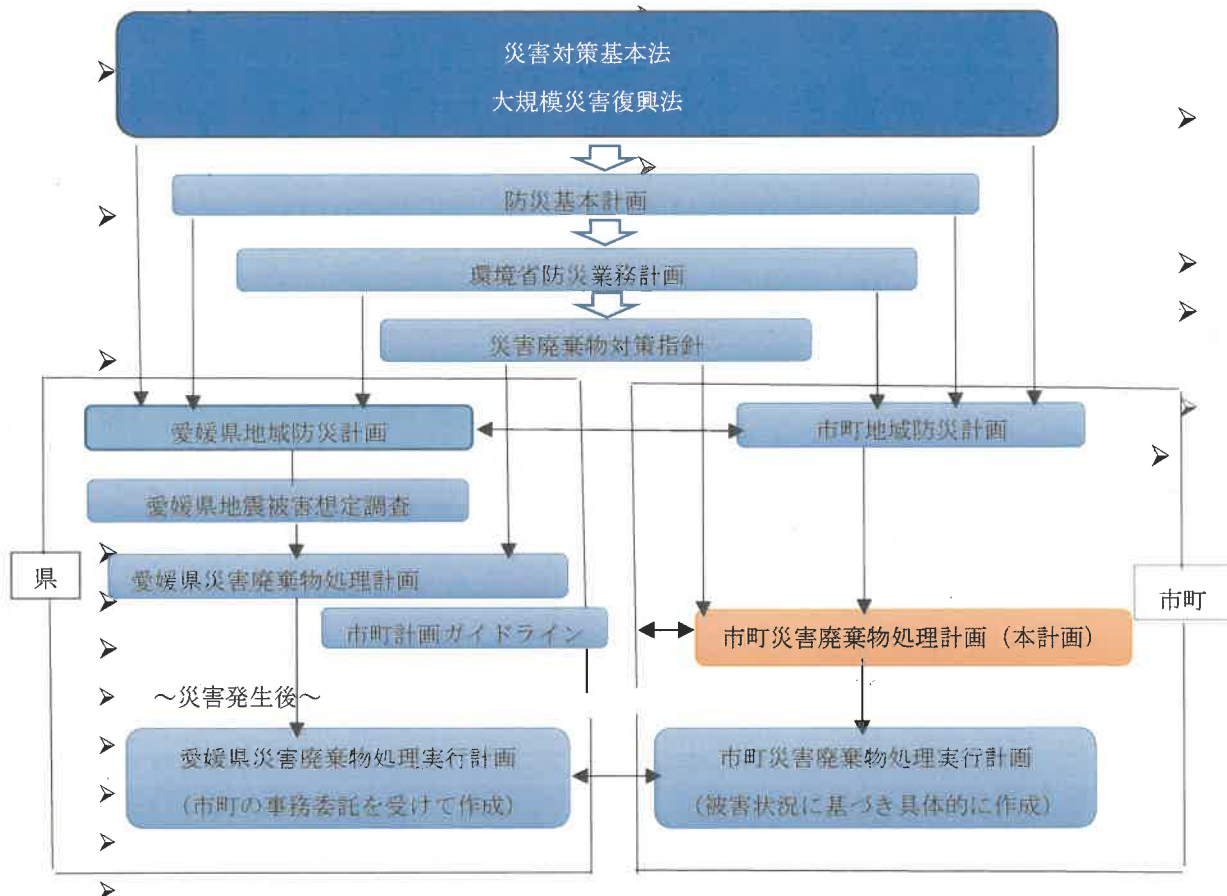 災害対策基本法
大規模災害復興法
防災基本計画
環境省防災業務計画
災害廃棄物対策指針
愛媛県地域防災計画
市町地域防災計画
愛媛県地震被害想定調査
愛媛県災害廃棄物処理計画
県
市町
市町計画ガイドライン
市町災害廃棄物処理計画（本計画）
～災害発生後～
愛媛県災害廃棄物処理実行計画
（市町の事務委託を受けて作成）
市町災害廃棄物処理実行計画
（被害状況に基づき具体的に作成）